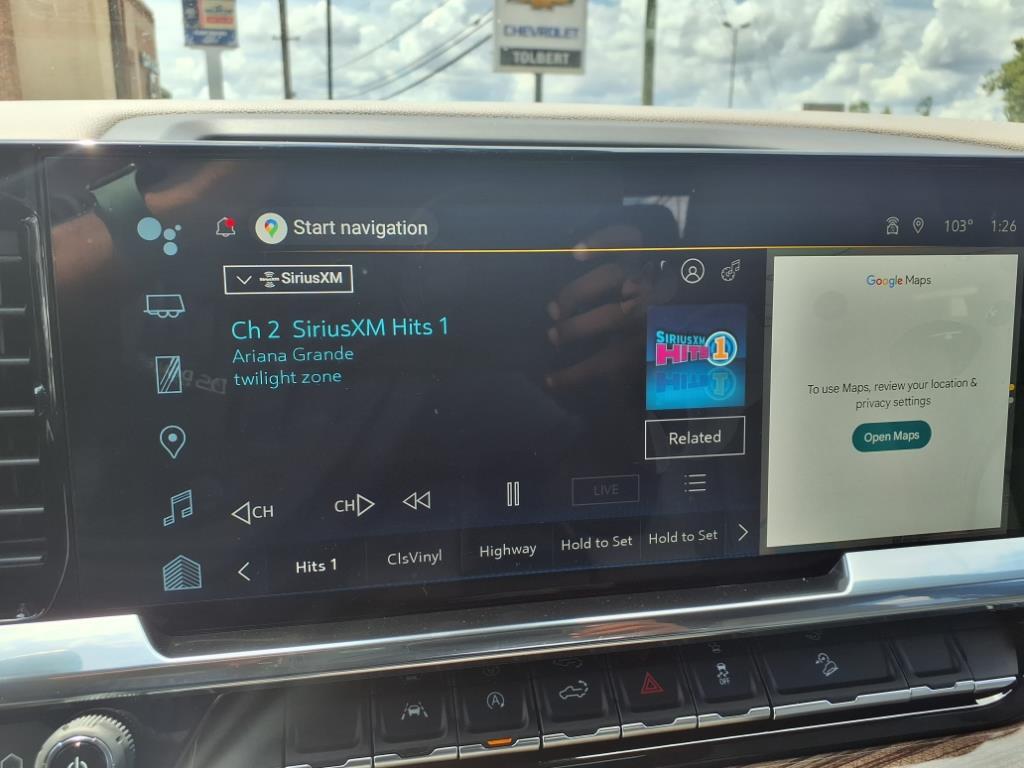 CHEVROLET
TOLBERT
Start navigation
103° 1:26
SiriusXM
Ch 2 SiriusXM Hits 1
Ariana Grande
twilight zone
SIRIUSXM
HITS 1
Related
Google Maps
To use Maps, review your location &
privacy settings
Open Maps
CH
CH
LIVE
Hits 1
ClsVinyl
Highway
Hold to Set
Hold to Set
A
OFF